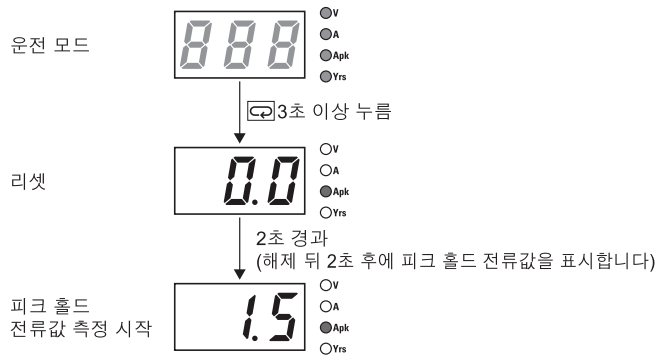 운전 모드
888
V
A
Apk
Yrs
3초 이상 누름
리셋
0.0
V
A
Apk
Yrs
2초 경과
(해제 뒤 2초 후에 피크 홀드 전류값을 표시합니다)
피크 홀드
전류값 측정 시작
1.5
V
A
Apk
Yrs